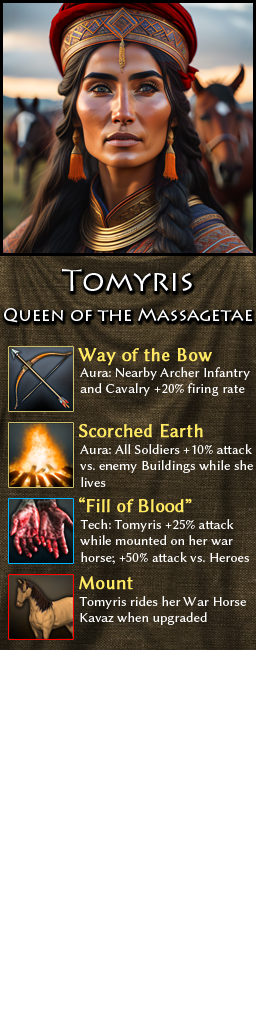 Tomyris
Queen of the Massagetae
Way of the Bow
Aura: Nearby Archer Infantry
and Cavalry +20% firing rate
Scorched Earth
Aura: All Soldiers +10% attack
vs. enemy Buildings while she
lives
“Fill of Blood”
Tech: Tomyris +25% attack
while mounted on her war
horse; +50% attack vs. Heroes
Mount
Tomyris rides her War Horse
Kavaz when upgraded